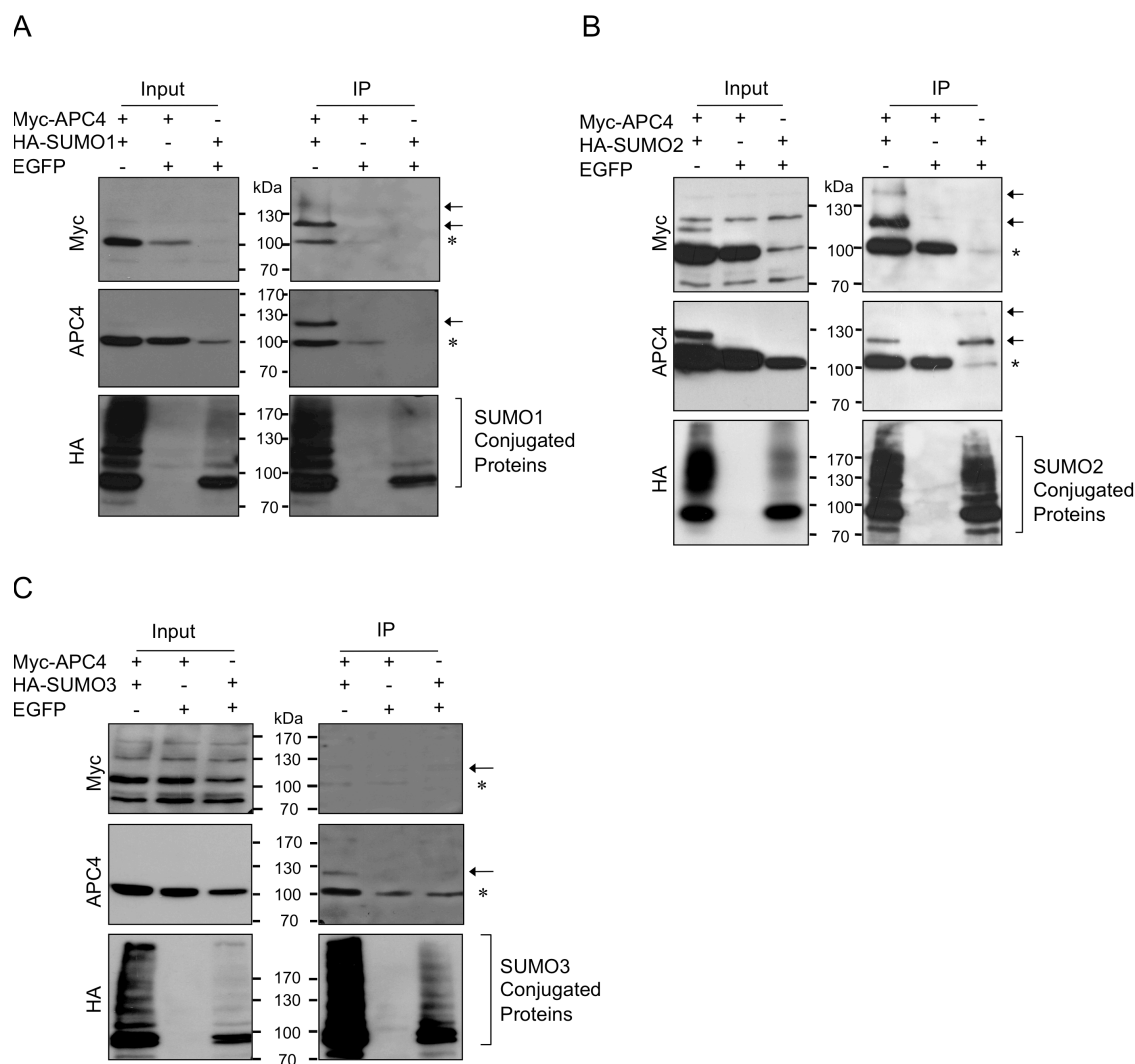 A
Input IP
Myc-APC4 + + - + + -
HA-SUMO1 + - + + - +
EGFP - + + - + +
kDa
Myc
130
100
70
*
APC4
170
130
100
70
*
HA
170
130
100
70
SUMO1
Conjugated
Proteins
B
Input IP
Myc-APC4 + + - + + -
HA-SUMO2 + - + + - +
EGFP - + + - + +
kDa
Myc
130
100
70
*
APC4
130
100
70
*
HA
170
130
100
70
SUMO2
Conjugated
Proteins
C
Input IP
Myc-APC4 + + - + + -
HA-SUMO3 + - + + - +
EGFP - + + - + +
kDa
Myc
170
130
100
70
*
APC4
170
130
100
70
*
HA
170
130
100
70
SUMO3
Conjugated
Proteins